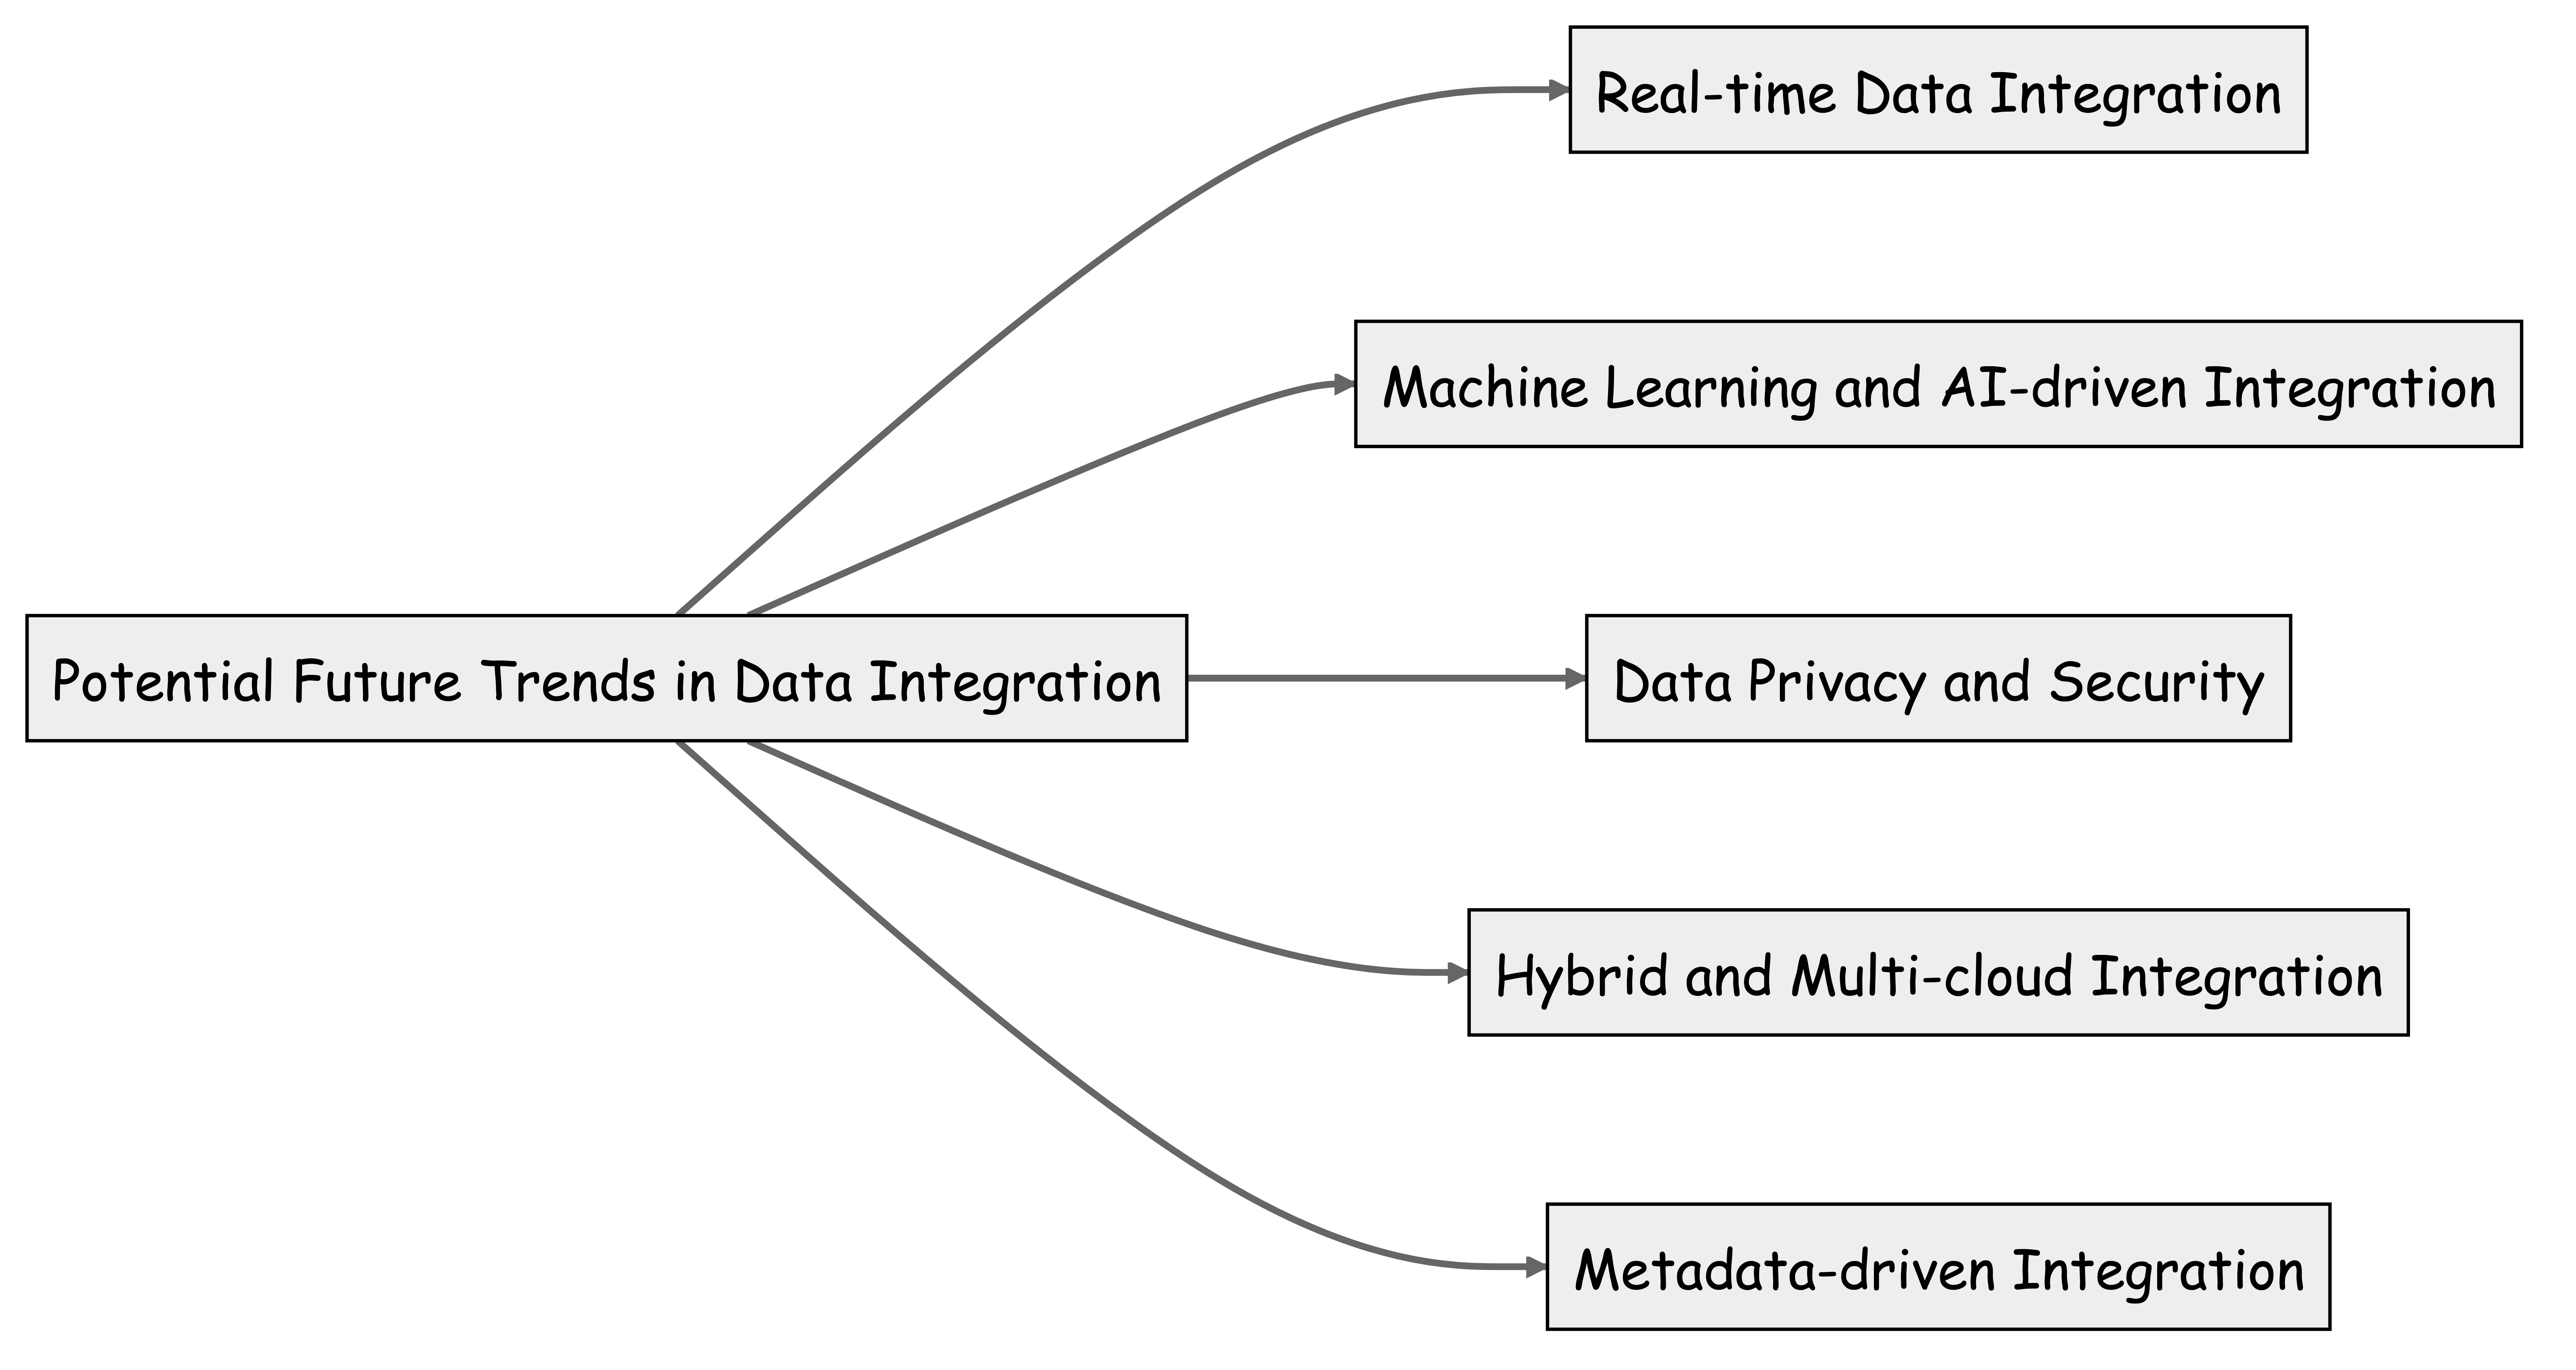 Real-time Data Integration
Machine Learning and AI-driven Integration
Potential Future Trends in Data Integration
Data Privacy and Security
Hybrid and Multi-cloud Integration
Metadata-driven Integration